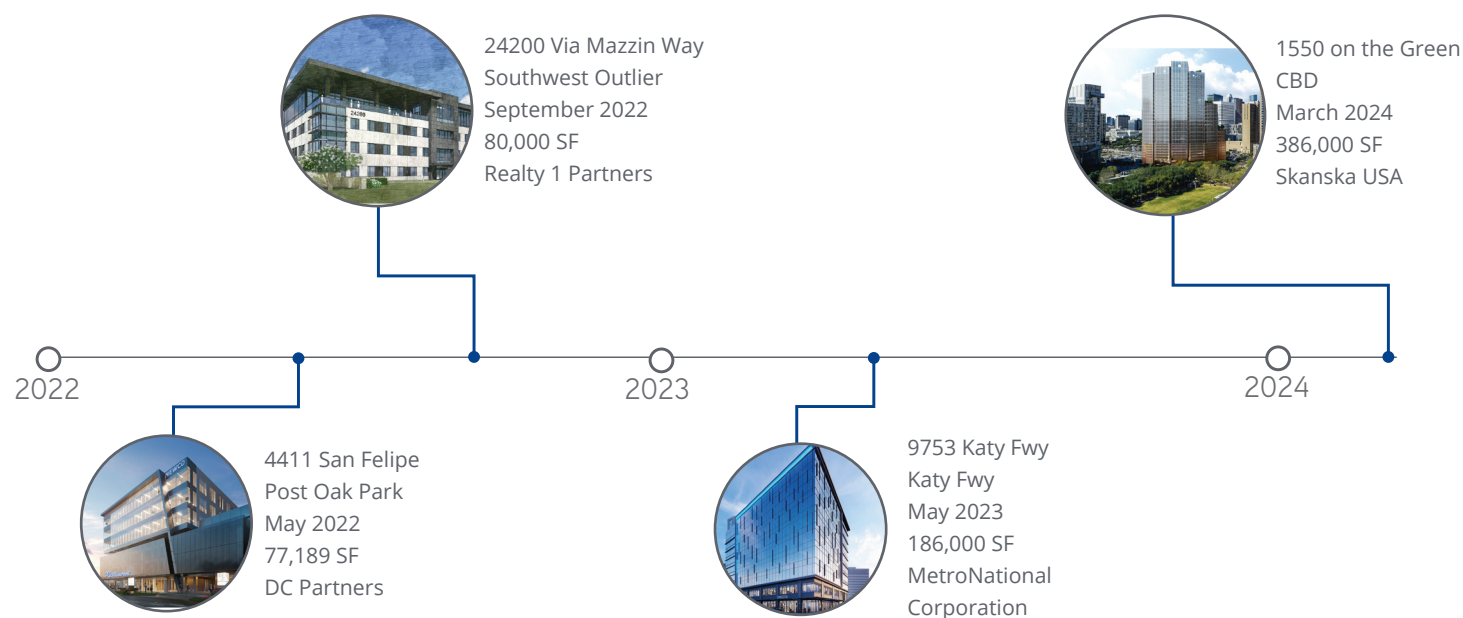 24200 Via Mazzin Way
Southwest Outlier
September 2022
80,000 SF
Realty 1 Partners
24200
1550 on the Green
CBD
March 2024
386,000 SF
Skanska USA
2022
2023
2024
4411 San Felipe
Post Oak Park
May 2022
77,189 SF
DC Partners
9753 Katy Fwy
Katy Fwy
May 2023
186,000 SF
MetroNational
Corporation